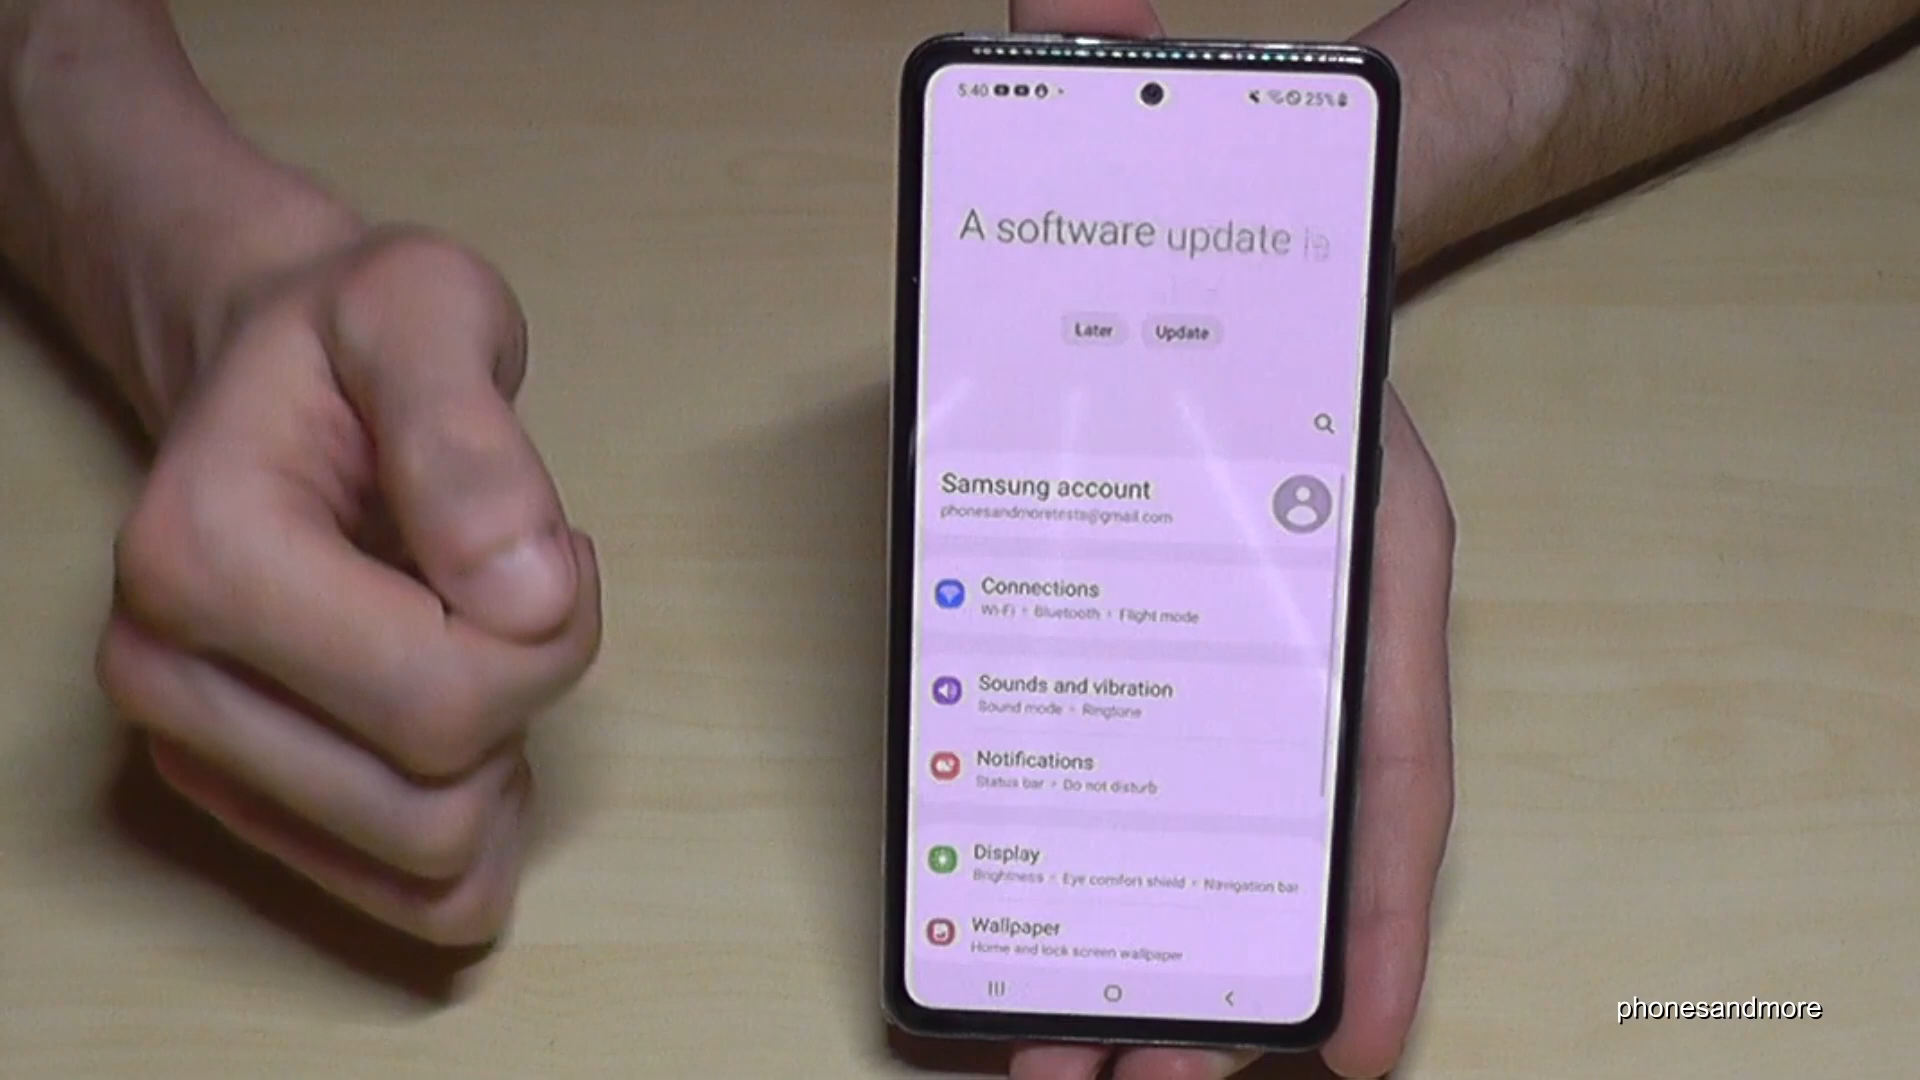 5:40
25%
A software update is
Later
Update
Samsung account
phonesandmoretests@gmail.com
Connections
Wi-Fi • Bluetooth • Flight mode
Sounds and vibration
Sound mode • Ringtone
Notifications
Status bar • Do not disturb
Display
Brightness • Eye comfort shield • Navigation bar
Wallpaper
Home and lock screen wallpaper
phonesandmore